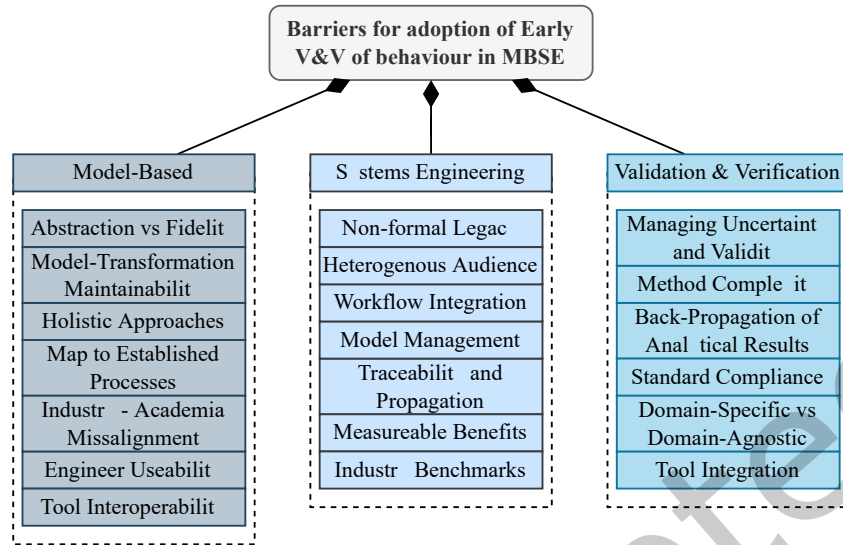 Barriers for adoption of Early
V&V of behaviour in MBSE
Model-Based
Abstraction vs Fidelit
Model-Transformation
Maintainabilit
Holistic Approaches
Map to Established
Processes
Industr - Academia
Missalignment
Engineer Useabilit
Tool Interoperabilit
S stems Engineering
Non-formal Legac
Heterogenous Audience
Workflow Integration
Model Management
Traceabilit and
Propagation
Measureable Benefits
Industr Benchmarks
Validation & Verification
Managing Uncertaint
and Validit
Method Comple it
Back-Propagation of
Anal tical Results
Standard Compliance
Domain-Specific vs
Domain-Agnostic
Tool Integration